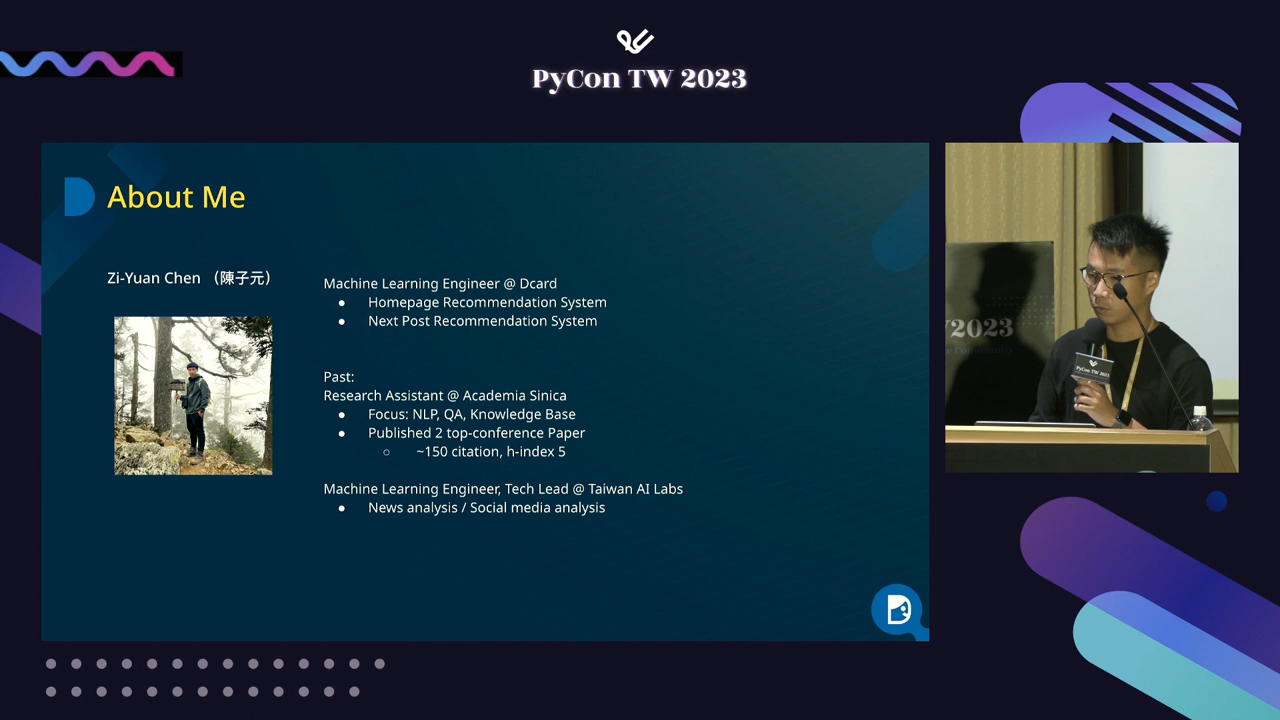 PyCon TW 2023
About Me
Zi-Yuan Chen （陳子元）
Machine Learning Engineer @ Dcard
● Homepage Recommendation System
● Next Post Recommendation System
Past:
Research Assistant @ Academia Sinica
● Focus: NLP, QA, Knowledge Base
● Published 2 top-conference Paper
○ ~150 citation, h-index 5
Machine Learning Engineer, Tech Lead @ Taiwan AI Labs
● News analysis / Social media analysis
2023
PyCon TW 2023